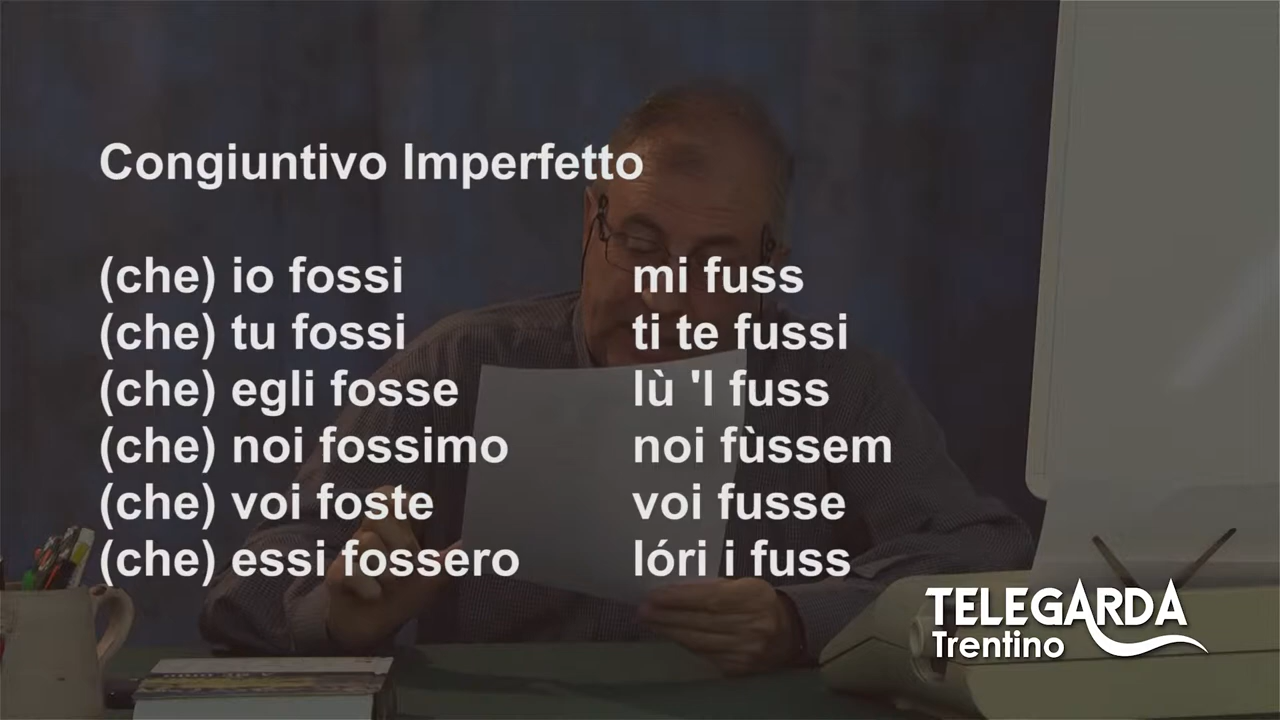 Congiuntivo Imperfetto
(che) io fossi mi fuss
(che) tu fossi ti te fussi
(che) egli fosse lù 'l fuss
(che) noi fossimo noi fùssem
(che) voi foste voi fusse
(che) essi fossero lóri i fuss
TELEGARDA
Trentino